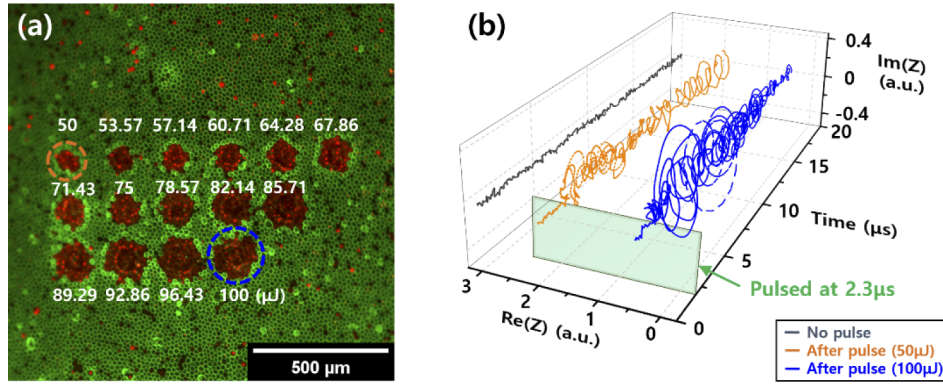 (a)
50 53.57 57.14 60.71 64.28 67.86
71.43 75 78.57 82.14 85.71
89.29 92.86 96.43 100 (μJ)
500 μm
(b)
0.4
Im(Z)
0
(a.u.)
-0.4
20
15
10
Time (μs)
5
0
Pulsed at 2.3μs
3
2
1
0
Re(Z) (a.u.)
No pulse
After pulse (50μJ)
After pulse (100μJ)